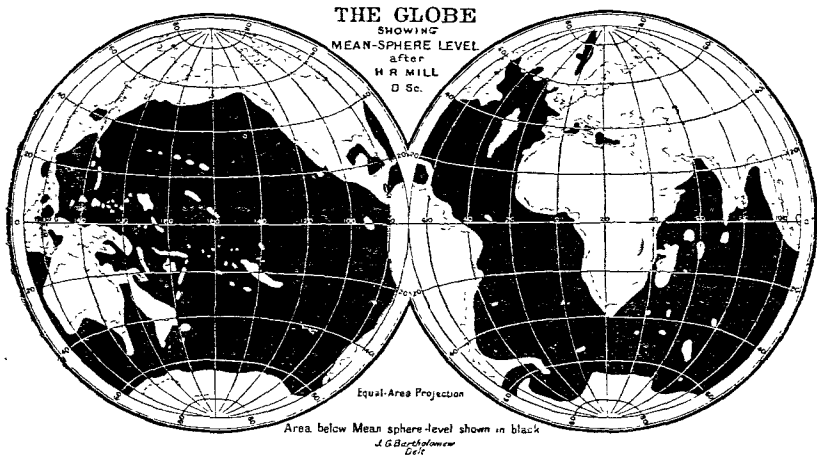 THE GLOBE
SHOWING
MEAN-SPHERE LEVEL
after
H R MILL
D Sc.
Equal-Area Projection
Area below Mean sphere-level shown in black
J.G.Bartholomew
Delt